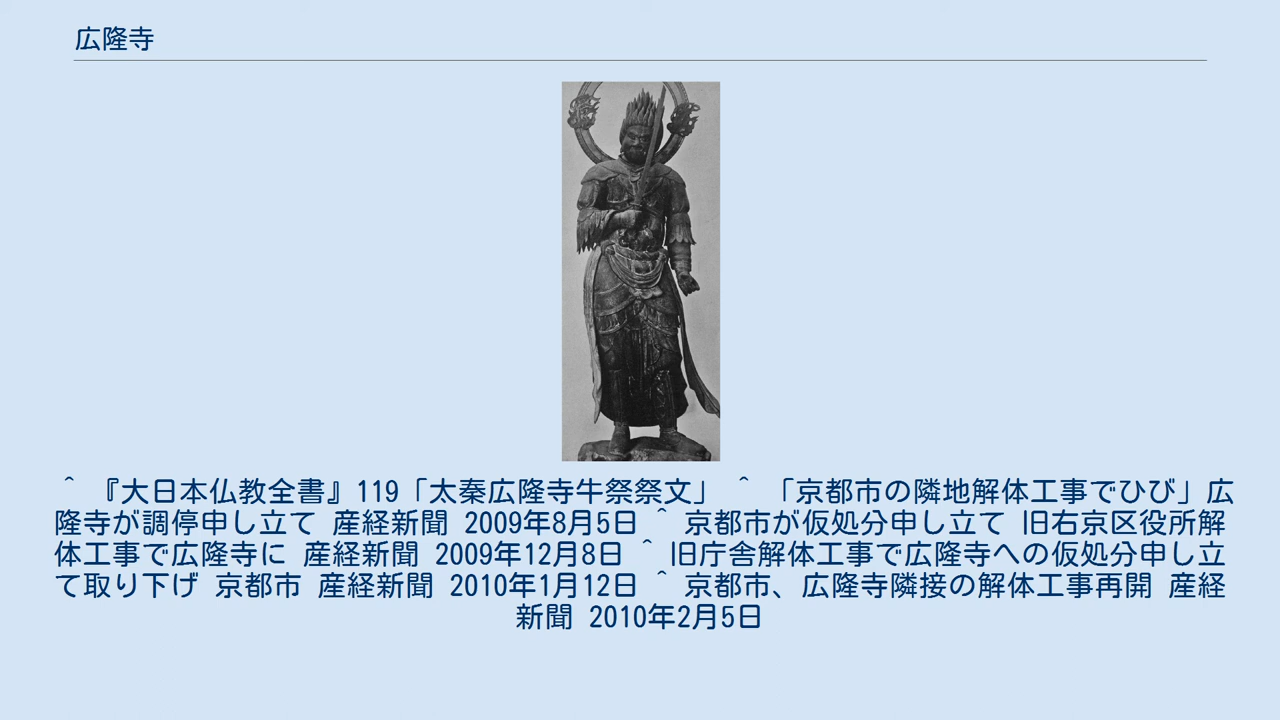 広隆寺
^ 『大日本仏教全書』119「太秦広隆寺牛祭祭文」 ^ 「京都市の隣地解体工事でひび」広
隆寺が調停申し立て 産経新聞 2009年8月5日 ^ 京都市が仮処分申し立て 旧右京区役所解
体工事で広隆寺に 産経新聞 2009年12月8日 ^ 旧庁舎解体工事で広隆寺への仮処分申し立
て取り下げ 京都市 産経新聞 2010年1月12日 ^ 京都市、広隆寺隣接の解体工事再開 産経
新聞 2010年2月5日